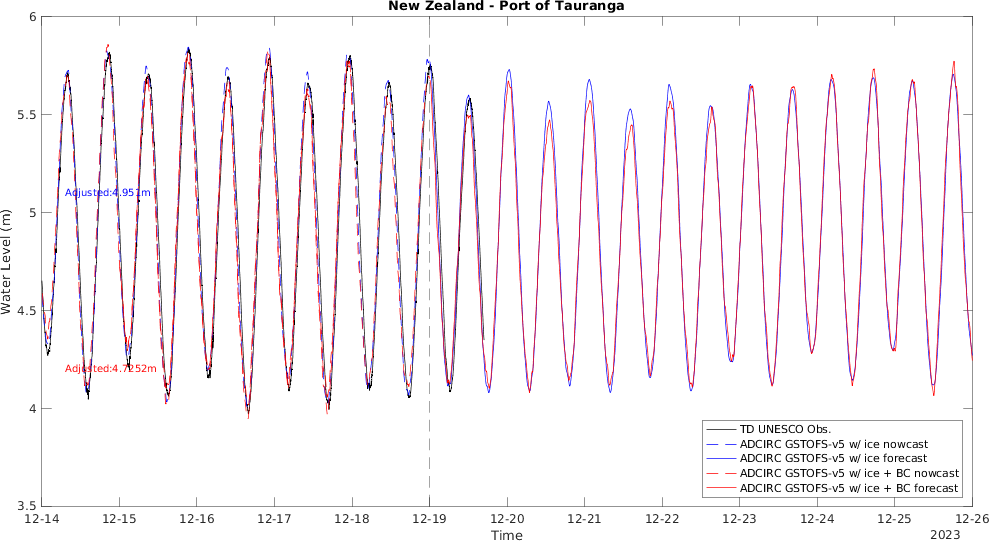 New Zealand - Port of Tauranga
6
5.5
5
4.5
4
3.5
Water Level (m)
Adjusted:4.951m
Adjusted:4.7252m
TD UNESCO Obs.
ADCIRC GSTOFS-v5 w/ ice nowcast
ADCIRC GSTOFS-v5 w/ ice forecast
ADCIRC GSTOFS-v5 w/ ice + BC nowcast
ADCIRC GSTOFS-v5 w/ ice + BC forecast
12-14 12-15 12-16 12-17 12-18 12-19 12-20 12-21 12-22 12-23 12-24 12-25 12-26
Time
2023